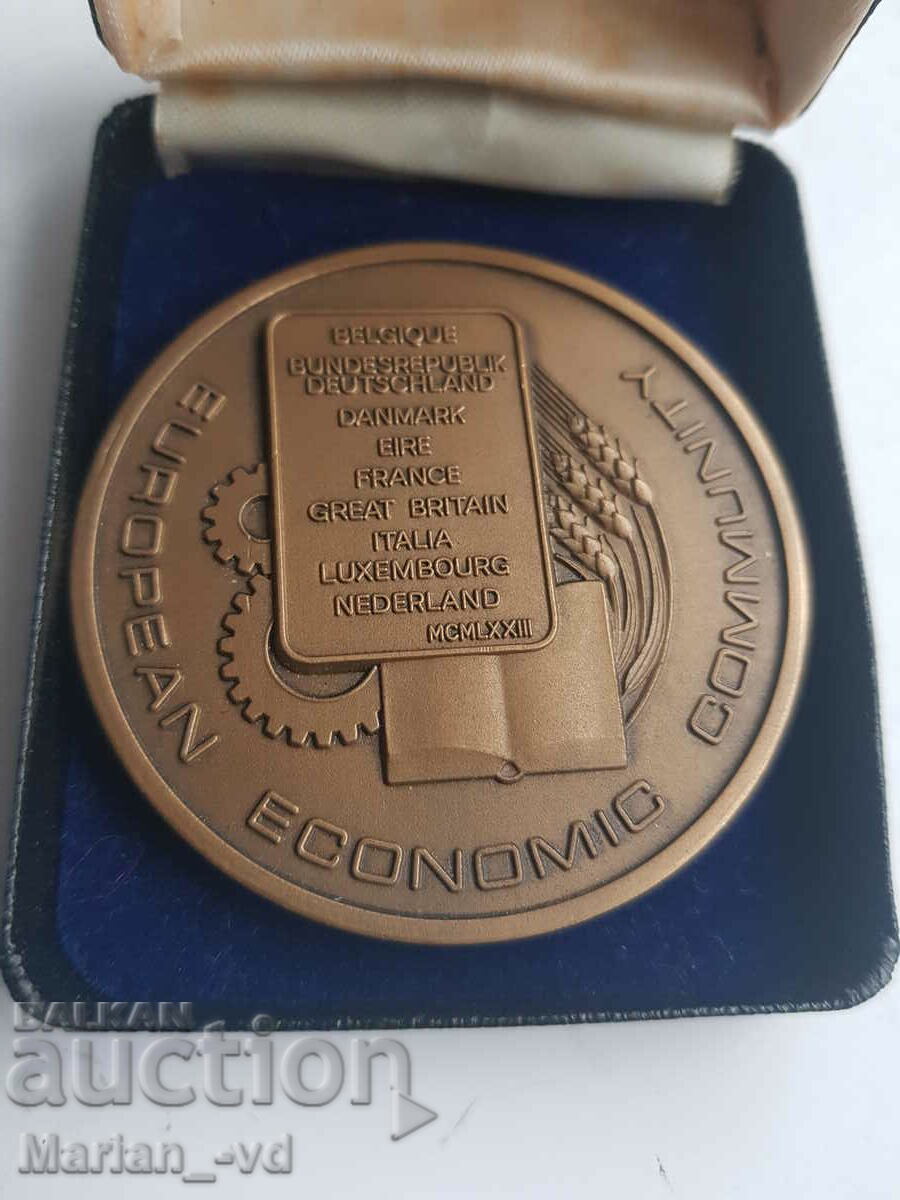 BELGIQUE
BUNDESREPUBLIK
DEUTSCHLAND
DANMARK
EIRE
FRANCE
GREAT BRITAIN
ITALIA
LUXEMBOURG
NEDERLAND
MCMLXXIII
EUROPEAN ECONOMIC COMMUNITY
BALKAN
auction
Marian_-vd